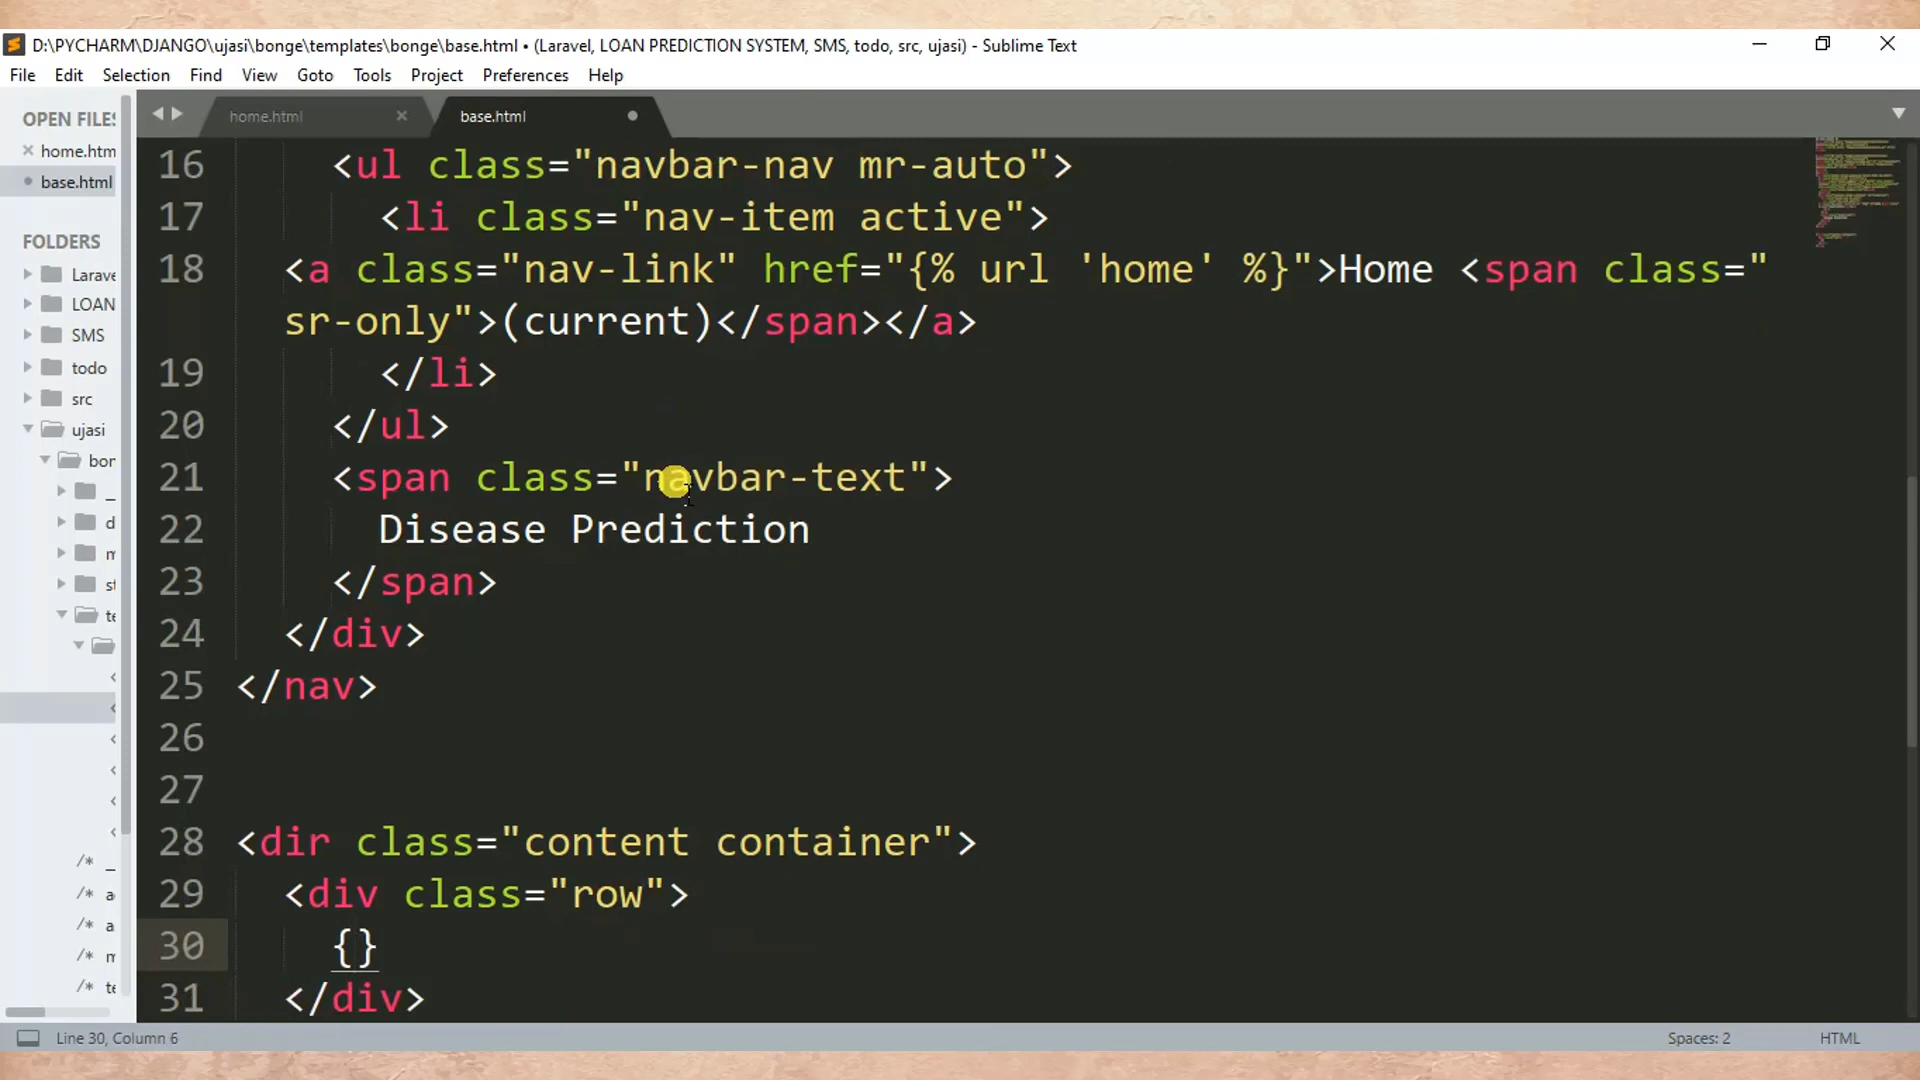 D:\PYCHARM\DJANGO\ujasi\bonge\templates\bonge\base.html • (Laravel, LOAN PREDICTION SYSTEM, SMS, todo, src, ujasi) - Sublime Text
File Edit Selection Find View Goto Tools Project Preferences Help
OPEN FILES
home.htm
base.html
FOLDERS
Larave
LOAN
SMS
todo
src
ujasi
bon
_
d
m
st
te
/* _
/* a
/* a
/* m
/* te
home.html base.html
16 <ul class="navbar-nav mr-auto">
17 <li class="nav-item active">
18 <a class="nav-link" href="{% url 'home' %}">Home <span class="
sr-only">(current)</span></a>
19 </li>
20 </ul>
21 <span class="navbar-text">
22 Disease Prediction
23 </span>
24 </div>
25 </nav>
26
27
28 <dir class="content container">
29 <div class="row">
30 {}
31 </div>
Line 30, Column 6 Spaces: 2 HTML